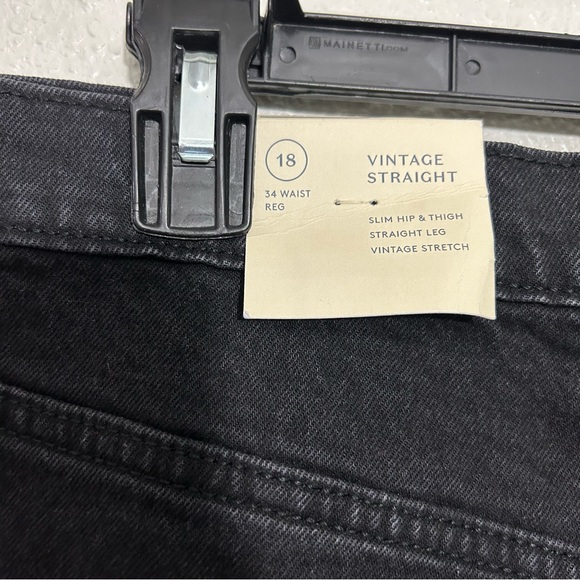 MAINETTI.COM
18
34 WAIST
REG
VINTAGE
STRAIGHT
SLIM HIP & THIGH
STRAIGHT LEG
VINTAGE STRETCH